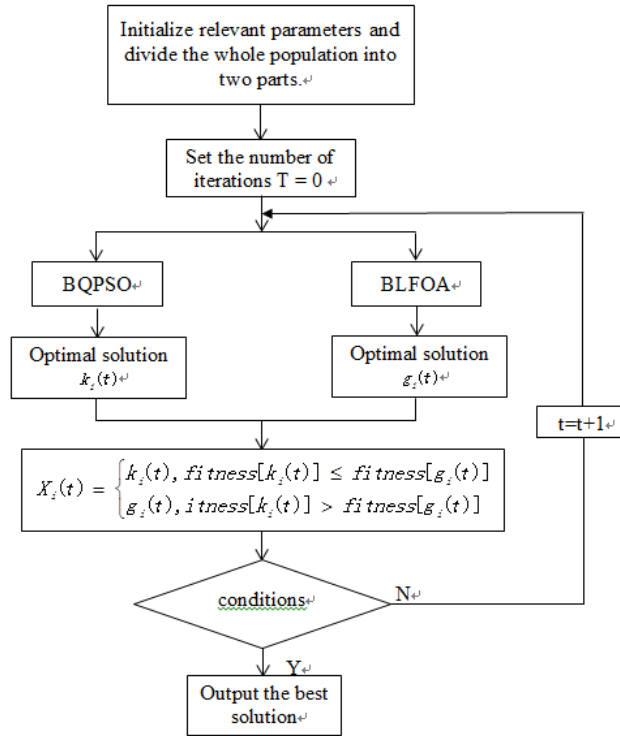 Initialize relevant parameters and
divide the whole population into
two parts.↵
Set the number of
iterations T = 0 ↵
BQPSO↵
BLFOA↵
Optimal solution
k_i(t)↵
Optimal solution
g_i(t)↵
t=t+1↵
X_i(t) = { k_i(t), fitness[k_i(t)] ≤ fitness[g_i(t)]
g_i(t), itness[k_i(t)] > fitness[g_i(t)]
conditions↵
N
Y
Output the best
solution↵